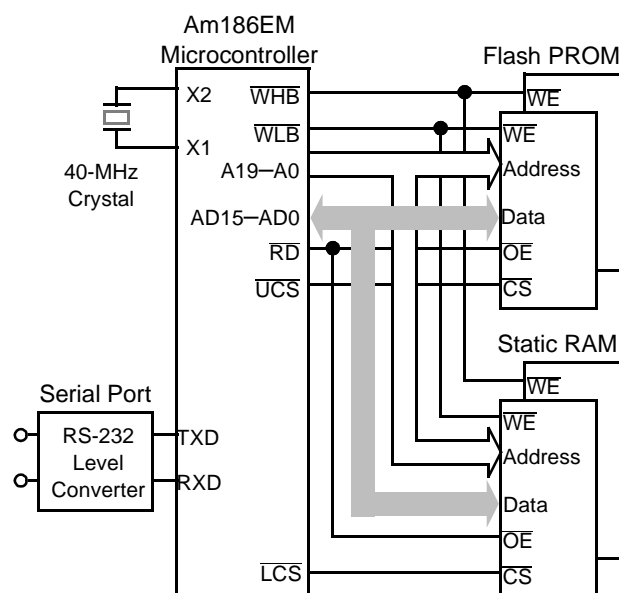 Am186EM
Microcontroller
Flash PROM
X2
WHB
WE
WLB
WE
X1
40-MHz
Crystal
A19–A0
Address
AD15–AD0
Data
RD
OE
UCS
CS
Static RAM
WE
Serial Port
WE
RS-232
Level
Converter
TXD
RXD
Address
Data
OE
LCS
CS